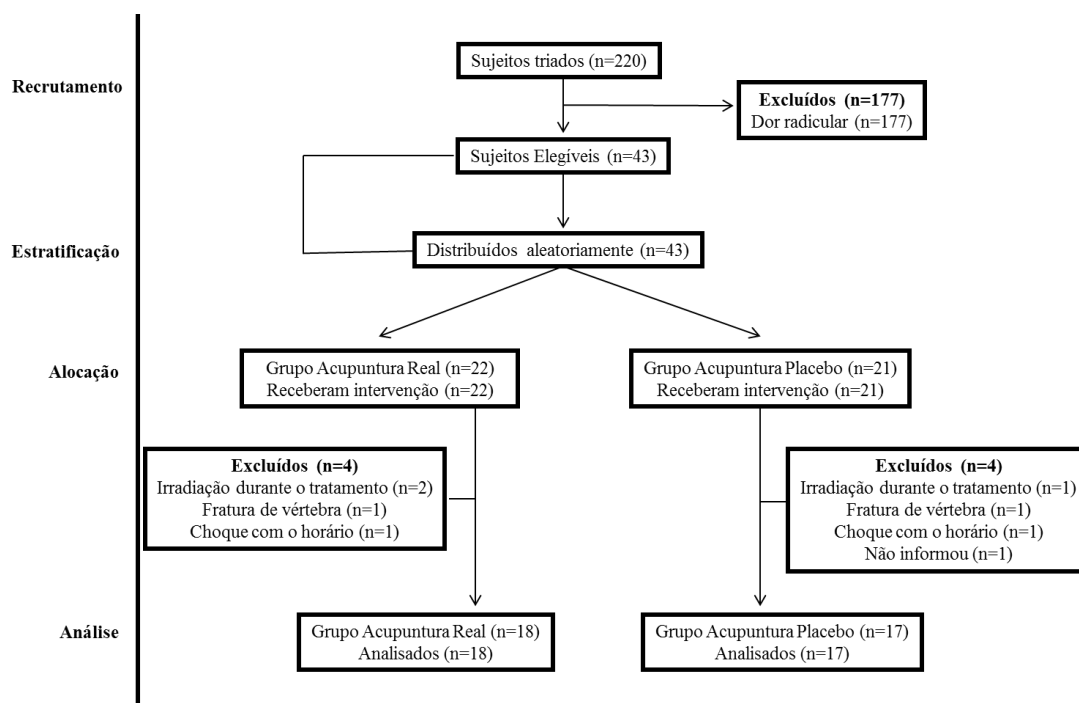 Sujeitos triados (n=220)
Recrutamento
Excluídos (n=177)
Dor radicular (n=177)
Sujeitos Elegíveis (n=43)
Estratificação
Distribuídos aleatoriamente (n=43)
Alocação
Grupo Acupuntura Real (n=22)
Receberam intervenção (n=22)
Grupo Acupuntura Placebo (n=21)
Receberam intervenção (n=21)
Excluídos (n=4)
Irradiação durante o tratamento (n=2)
Fratura de vértebra (n=1)
Choque com o horário (n=1)
Excluídos (n=4)
Irradiação durante o tratamento (n=1)
Fratura de vértebra (n=1)
Choque com o horário (n=1)
Não informou (n=1)
Análise
Grupo Acupuntura Real (n=18)
Analisados (n=18)
Grupo Acupuntura Placebo (n=17)
Analisados (n=17)